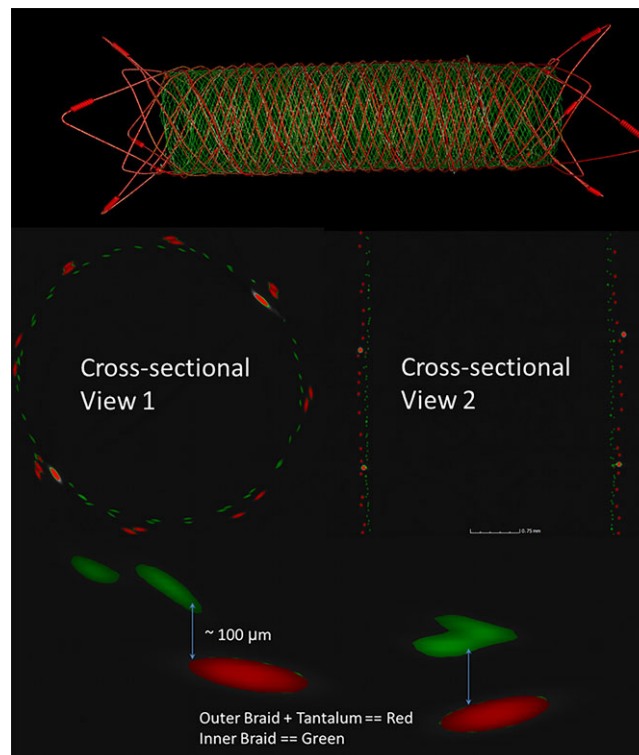 Cross-sectional
View 1
Cross-sectional
View 2
0.75 mm
~ 100 µm
Outer Braid + Tantalum == Red
Inner Braid == Green